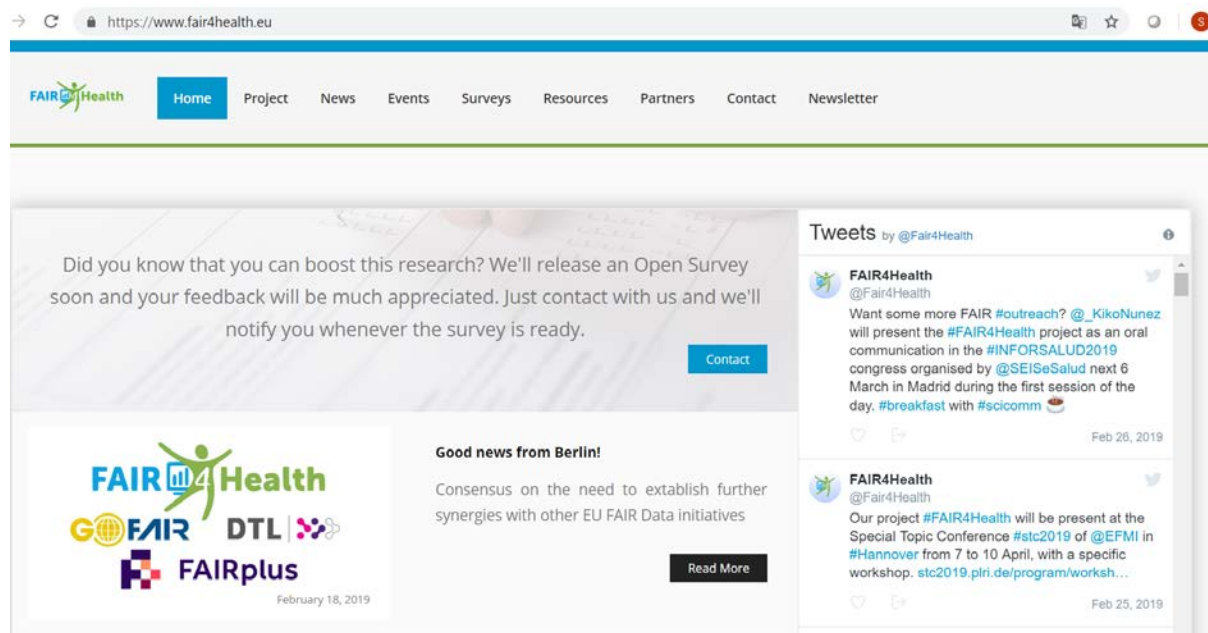 https://www.fair4health.eu
S
FAIR4Health
Home
Project
News
Events
Surveys
Resources
Partners
Contact
Newsletter
Did you know that you can boost this research? We'll release an Open Survey
soon and your feedback will be much appreciated. Just contact with us and we'll
notify you whenever the survey is ready.
Contact
FAIR4Health
GOFAIR
DTL
FAIRplus
February 18, 2019
Good news from Berlin!
Consensus on the need to extablish further
synergies with other EU FAIR Data initiatives
Read More
Tweets by @Fair4Health
FAIR4Health
@Fair4Health
Want some more FAIR #outreach? @_KikoNunez
will present the #FAIR4Health project as an oral
communication in the #INFORSALUD2019
congress organised by @SEISeSalud next 6
March in Madrid during the first session of the
day. #breakfast with #scicomm ☕
Feb 26, 2019
FAIR4Health
@Fair4Health
Our project #FAIR4Health will be present at the
Special Topic Conference #stc2019 of @EFMI in
#Hannover from 7 to 10 April, with a specific
workshop. stc2019.plri.de/program/worksh…
Feb 25, 2019